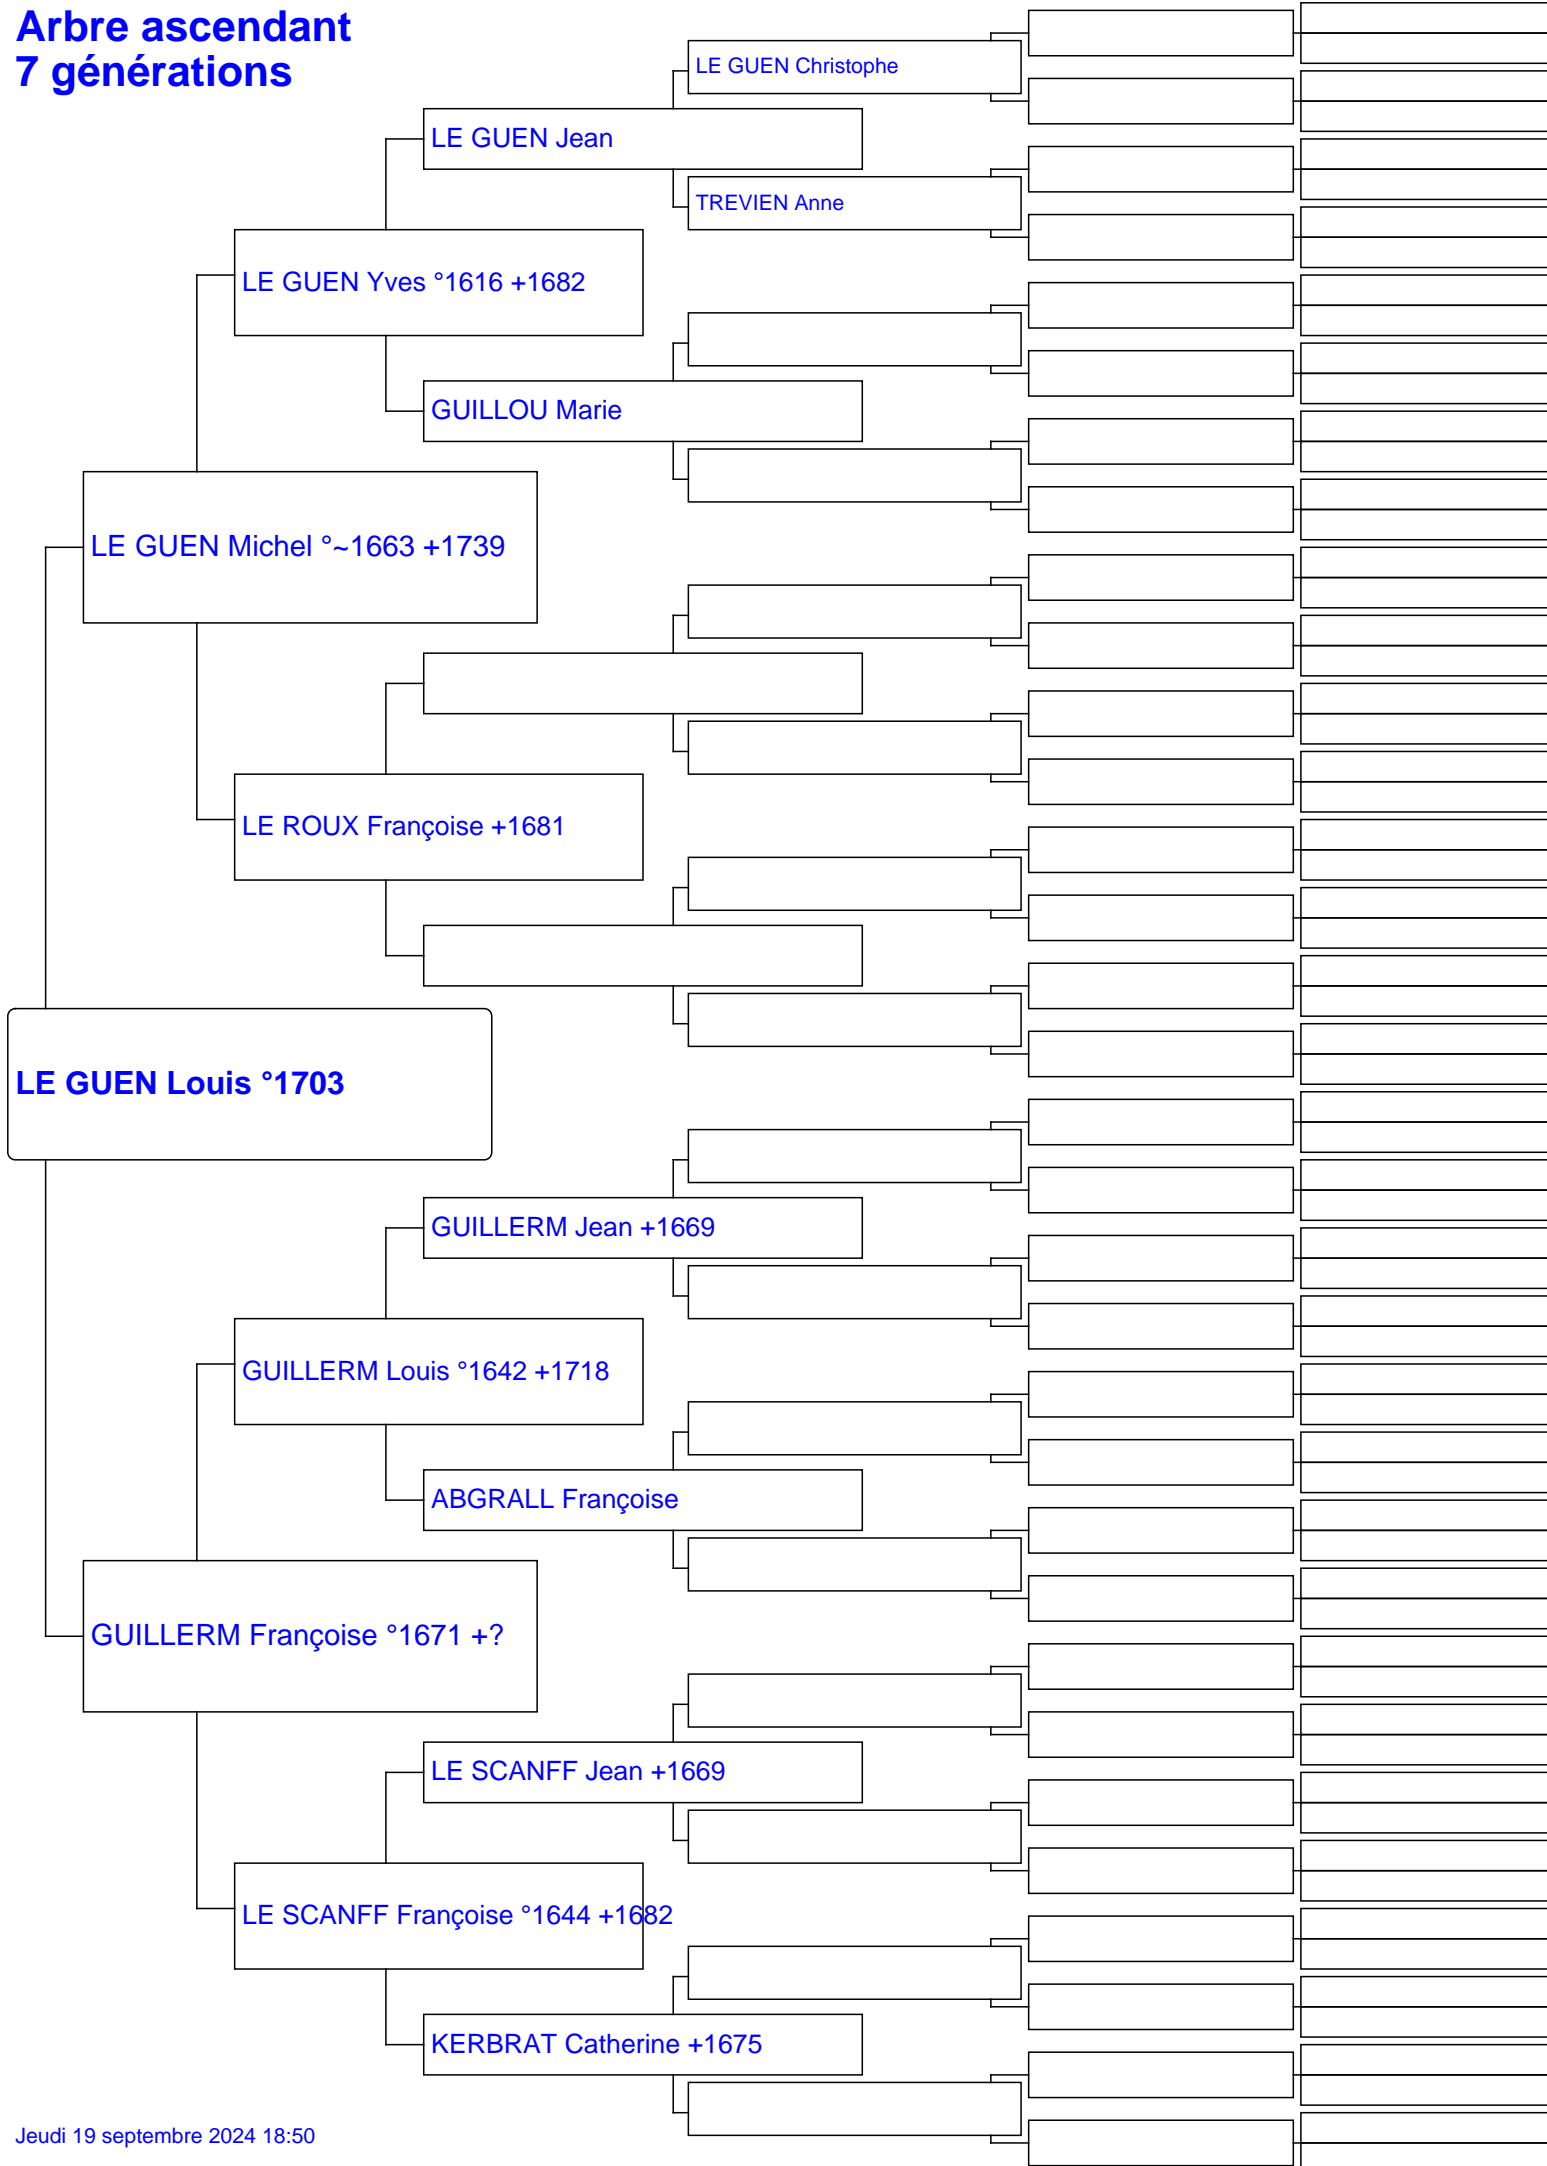 Arbre ascendant
7 générations
LE GUEN Christophe
LE GUEN Jean
TREVIEN Anne
LE GUEN Yves °1616 +1682
GUILLOU Marie
LE GUEN Michel °~1663 +1739
LE ROUX Françoise +1681
LE GUEN Louis °1703
GUILLERM Jean +1669
GUILLERM Louis °1642 +1718
ABGRALL Françoise
GUILLERM Françoise °1671 +?
LE SCANFF Jean +1669
LE SCANFF Françoise °1644 +1682
KERBRAT Catherine +1675
Jeudi 19 septembre 2024 18:50